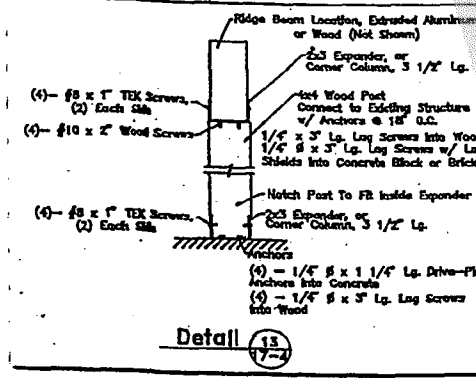 Ridge Beam Location, Extruded Aluminum
or Wood (Not Shown)
2x3 Expander, or
Corner Column, 3 1/2" Lg.
(4)- #8 x 1" TEK Screws,
(2) Each Side
4x4 Wood Post
Connect to Existing Structure
w/ Anchors @ 18" O.C.
(4)- #10 x 2" Wood Screws
1/4" x 3" Lg. Lag Screws Into Wood
1/4" ø x 3" Lg. Lag Screws w/
Shields Into Concrete Block or Brick
Notch Post To Fit Inside Expander
(4)- #8 x 1" TEK Screws,
(2) Each Side
2x3 Expander, or
Corner Column, 3 1/2" Lg.
Anchors
(4) - 1/4" ø x 1 1/4" Lg. Drive-
Anchors Into Concrete
(4) - 1/4" ø x 3" Lg. Lag Screws
Into Wood
Detail 13
17-4